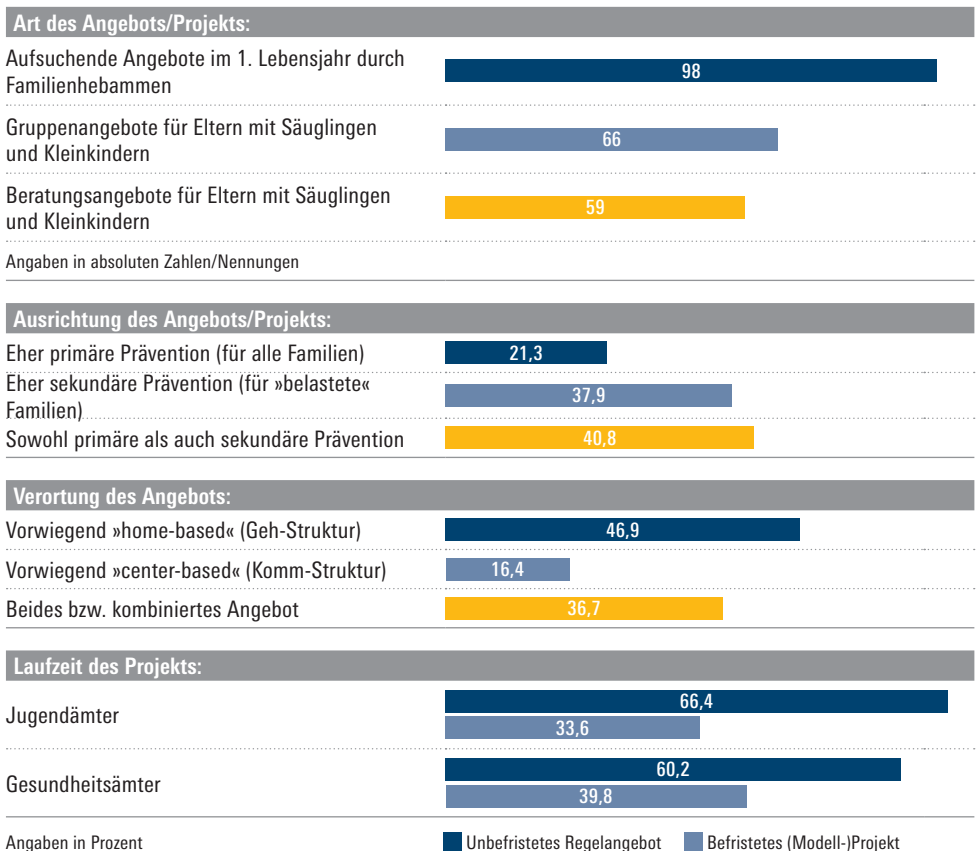 Art des Angebots/Projekts:
Aufsuchende Angebote im 1. Lebensjahr durch
Familienhebammen
98
Gruppenangebote für Eltern mit Säuglingen
und Kleinkindern
66
Beratungsangebote für Eltern mit Säuglingen
und Kleinkindern
59
Angaben in absoluten Zahlen/Nennungen
Ausrichtung des Angebots/Projekts:
Eher primäre Prävention (für alle Familien)
21,3
Eher sekundäre Prävention (für »belastete«
Familien)
37,9
Sowohl primäre als auch sekundäre Prävention
40,8
Verortung des Angebots:
Vorwiegend »home-based« (Geh-Struktur)
46,9
Vorwiegend »center-based« (Komm-Struktur)
16,4
Beides bzw. kombiniertes Angebot
36,7
Laufzeit des Projekts:
Jugendämter
66,4
33,6
Gesundheitsämter
60,2
39,8
Angaben in Prozent
Unbefristetes Regelangebot
Befristetes (Modell-)Projekt